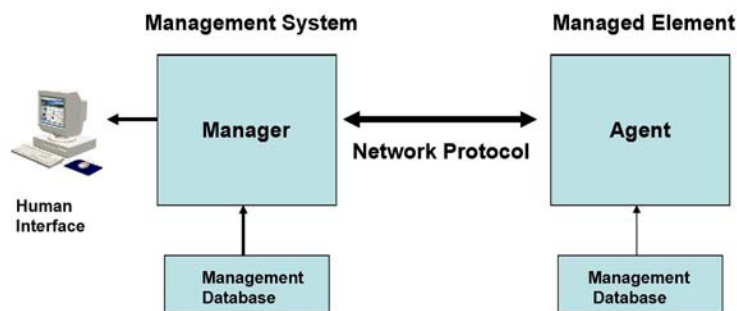 Management System
Managed Element
Manager
Agent
Network Protocol
Human
Interface
Management
Database
Management
Database